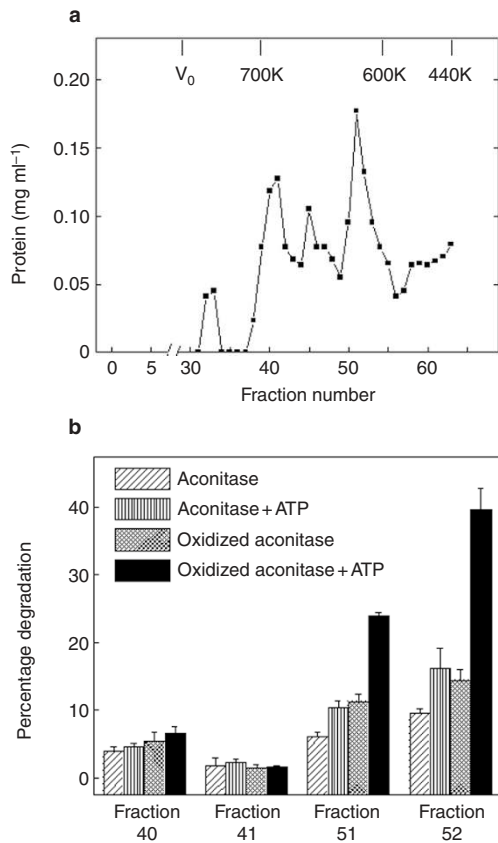 a
V₀ 700K 600K 440K
0.20
0.15
0.10
0.05
0
Protein (mg ml⁻¹)
0 5 30 40 50 60
Fraction number
b
Aconitase
Aconitase+ATP
Oxidized aconitase
Oxidized aconitase+ATP
40
30
20
10
0
Percentage degradation
Fraction Fraction Fraction Fraction
40 41 51 52